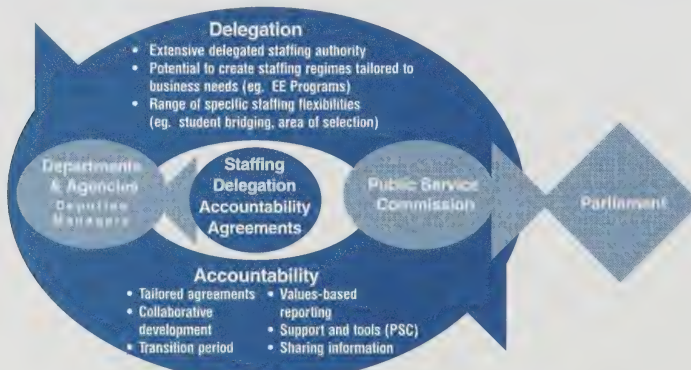 Delegation
• Extensive delegated staffing authority
• Potential to create staffing regimes tailored to
business needs (eg. EE Programs)
• Range of specific staffing flexibilities
(eg. student bridging, area of selection)
Departments
& Agencies
Deputies
Managers
Staffing
Delegation
Accountability
Agreements
Public Service
Commission
Parliament
Accountability
• Tailored agreements
• Collaborative
development
• Transition period
• Values-based
reporting
• Support and tools (PSC)
• Sharing information